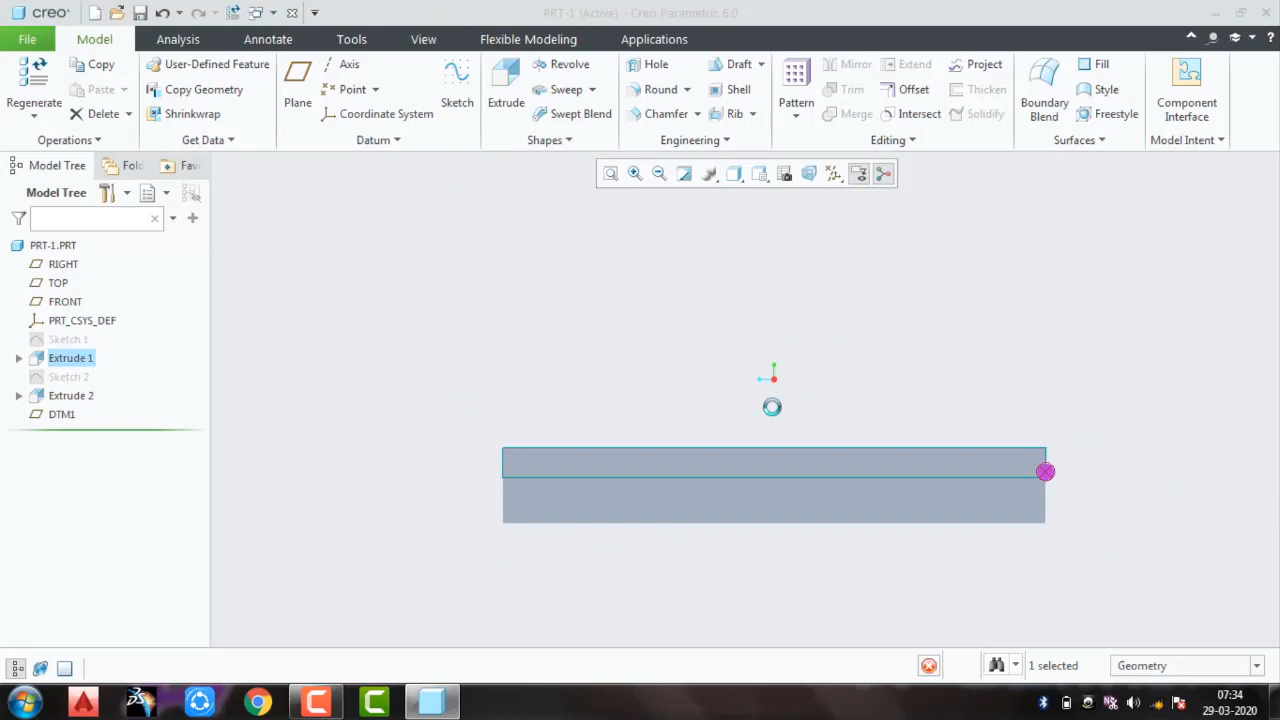 creo
PRT-1 (Active) - Creo Parametric 6.0
File Model Analysis Annotate Tools View Flexible Modeling Applications
Regenerate
Copy
Paste
Delete
Operations
User-Defined Feature
Copy Geometry
Shrinkwrap
Get Data
Plane
Axis
Point
Coordinate System
Sketch
Datum
Extrude
Revolve
Sweep
Swept Blend
Shapes
Hole
Round
Chamfer
Draft
Shell
Rib
Engineering
Pattern
Mirror
Trim
Merge
Extend
Offset
Intersect
Project
Thicken
Solidify
Editing
Boundary
Blend
Fill
Style
Freestyle
Surfaces
Component
Interface
Model Intent
Model Tree Fold Favo
Model Tree
PRT-1.PRT
RIGHT
TOP
FRONT
PRT_CSYS_DEF
Sketch 1
Extrude 1
Sketch 2
Extrude 2
DTM1
1 selected Geometry
07:34
29-03-2020